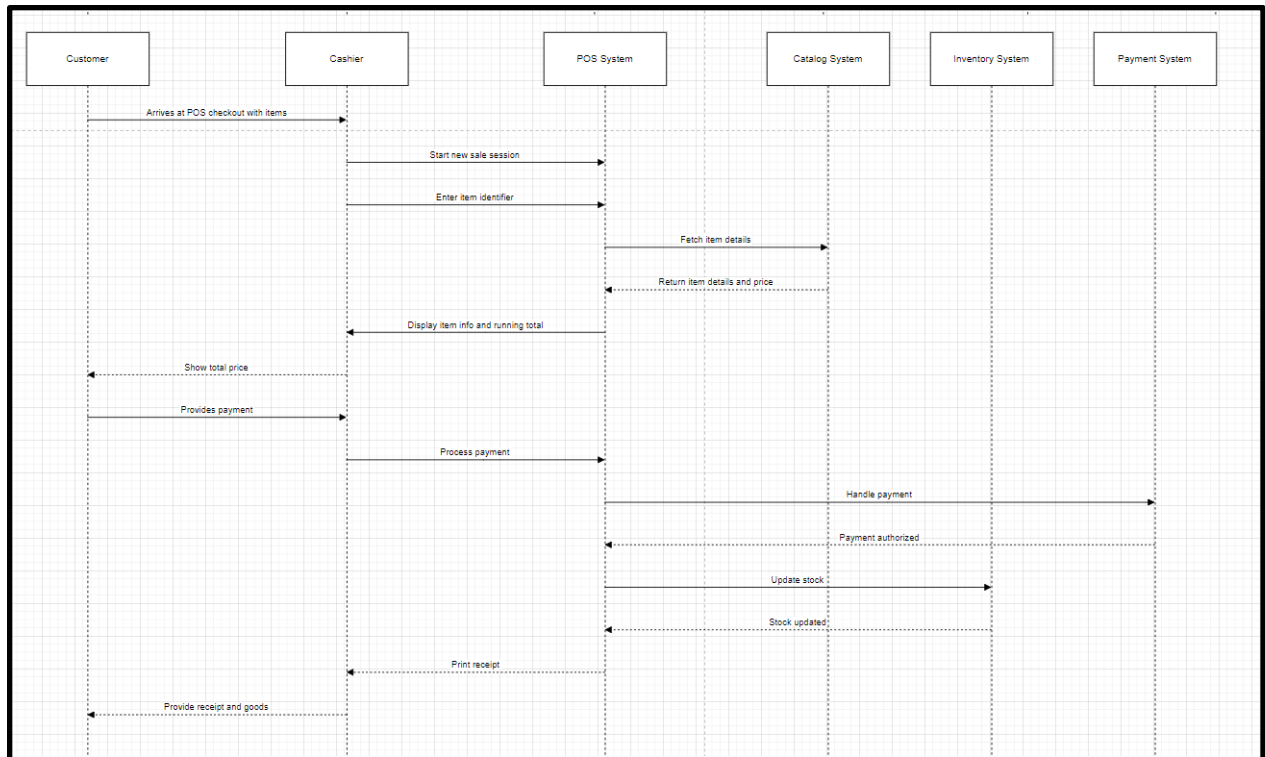 Customer
Cashier
POS System
Catalog System
Inventory System
Payment System
Arrives at POS checkout with items
Start new sale session
Enter item identifier
Fetch item details
Return item details and price
Display item info and running total
Show total price
Provides payment
Process payment
Handle payment
Payment authorized
Update stock
Stock updated
Print receipt
Provide receipt and goods